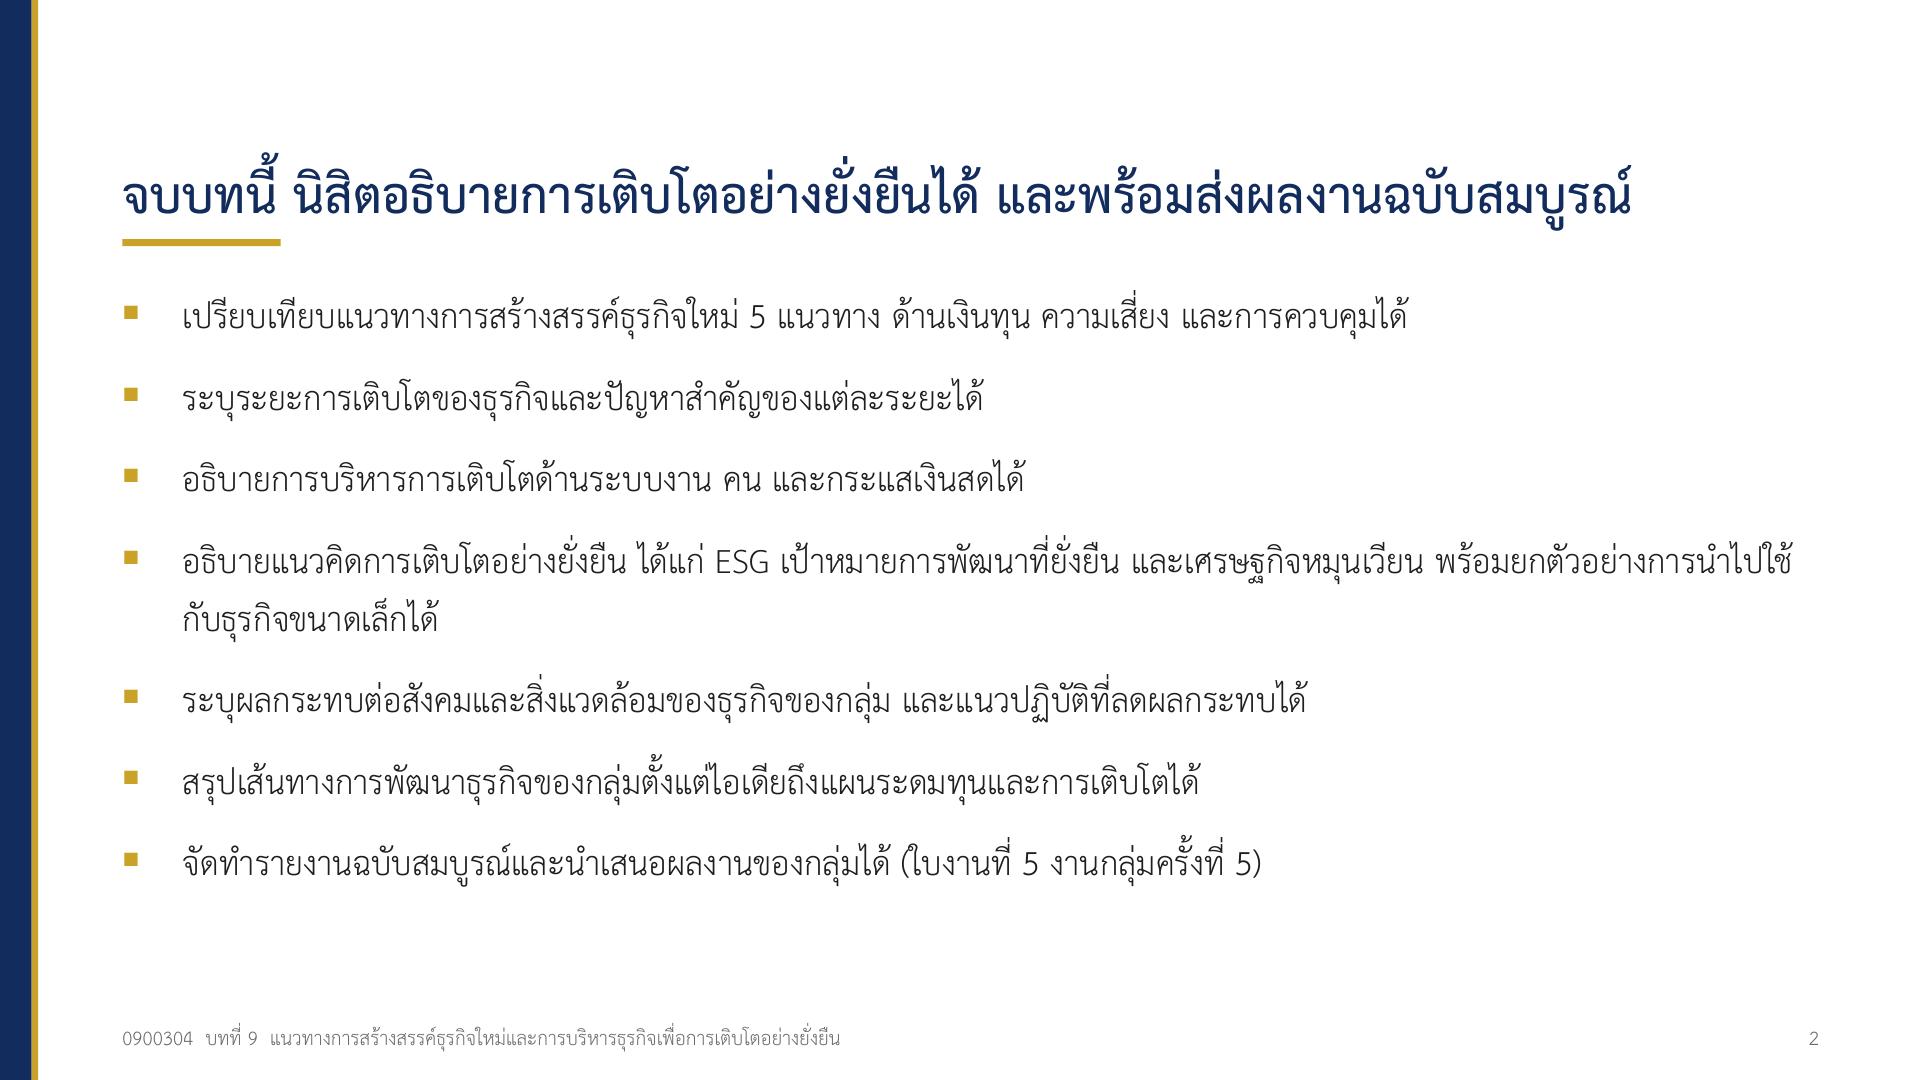 จบบทนี้ นิสิตอธิบายการเติบโตอย่างยั่งยืนได้ และพร้อมส่งผลงานฉบับสมบูรณ์
เปรียบเทียบแนวทางการสร้างสรรค์ธุรกิจใหม่ 5 แนวทาง ด้านเงินทุน ความเสี่ยง และการควบคุมได้
ระบุระยะการเติบโตของธุรกิจและปัญหาสำคัญของแต่ละระยะได้
อธิบายการบริหารการเติบโตด้านระบบงาน คน และกระแสเงินสดได้
อธิบายแนวคิดการเติบโตอย่างยั่งยืน ได้แก่ ESG เป้าหมายการพัฒนาที่ยั่งยืน และเศรษฐกิจหมุนเวียน พร้อมยกตัวอย่างการนำไปใช้
กับธุรกิจขนาดเล็กได้
ระบุผลกระทบต่อสังคมและสิ่งแวดล้อมของธุรกิจของกลุ่ม และแนวปฏิบัติที่ลดผลกระทบได้
สรุปเส้นทางการพัฒนาธุรกิจของกลุ่มตั้งแต่ไอเดียถึงแผนระดมทุนและการเติบโตได้
จัดทำรายงานฉบับสมบูรณ์และนำเสนอผลงานของกลุ่มได้ (ใบงานที่ 5 งานกลุ่มครั้งที่ 5)
0900304 บทที่ 9 แนวทางการสร้างสรรค์ธุรกิจใหม่และการบริหารธุรกิจเพื่อการเติบโตอย่างยั่งยืน
2